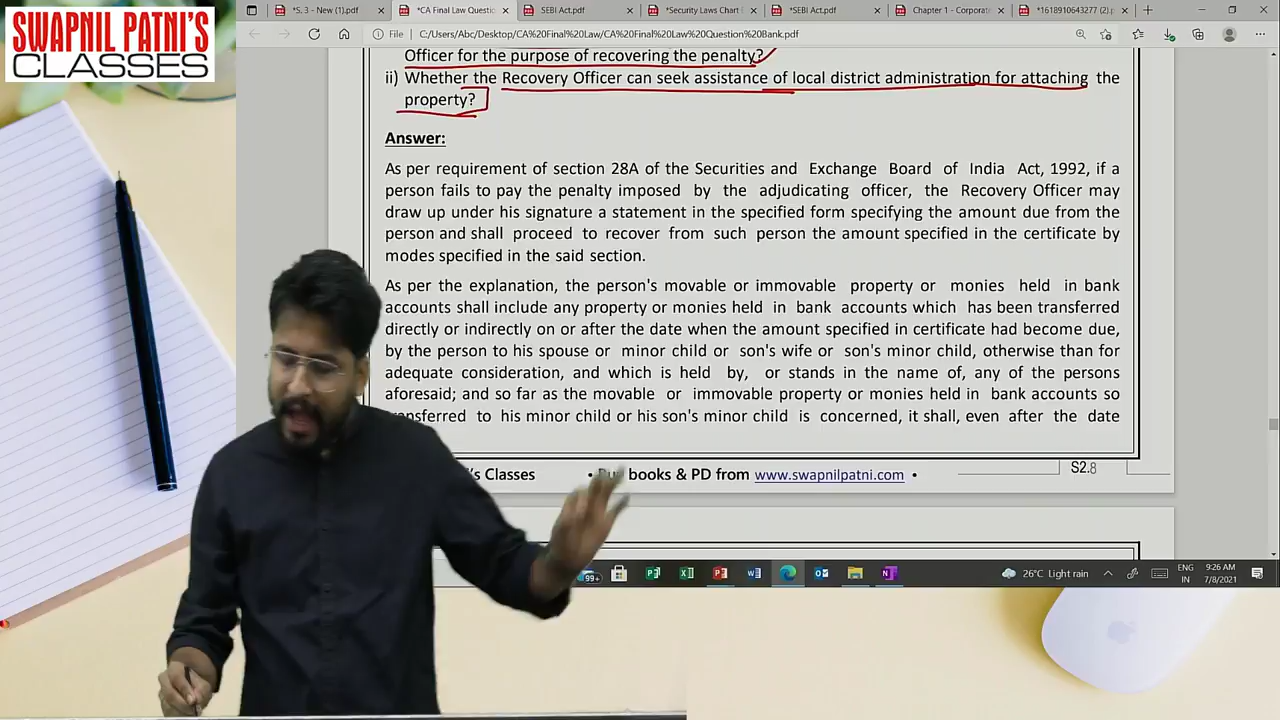 SWAPNIL PATNI'S
CLASSES
*S. 3 - New (1).pdf
*CA Final Law Questio
SEBI Act.pdf
*Security Laws Chart
*SEBI Act.pdf
Chapter 1 - Corporat
*1618910643277 (2).p
File C:/Users/Abc/Desktop/CA%20Final%20Law/CA%20Final%20Law%20Question%20Bank.pdf
Officer for the purpose of recovering the penalty?
ii) Whether the Recovery Officer can seek assistance of local district administration for attaching the
property?
Answer:
As per requirement of section 28A of the Securities and Exchange Board of India Act, 1992, if a
person fails to pay the penalty imposed by the adjudicating officer, the Recovery Officer may
draw up under his signature a statement in the specified form specifying the amount due from the
person and shall proceed to recover from such person the amount specified in the certificate by
modes specified in the said section.
As per the explanation, the person's movable or immovable property or monies held in bank
accounts shall include any property or monies held in bank accounts which has been transferred
directly or indirectly on or after the date when the amount specified in certificate had become due,
by the person to his spouse or minor child or son's wife or son's minor child, otherwise than for
adequate consideration, and which is held by, or stands in the name of, any of the persons
aforesaid; and so far as the movable or immovable property or monies held in bank accounts so
to his minor child or his son's minor child is concerned, it shall, even after the date
Classes • books & PD from www.swapnilpatni.com •
S2.8
99+
26°C Light rain
ENG
IN
9:26 AM
7/8/2021